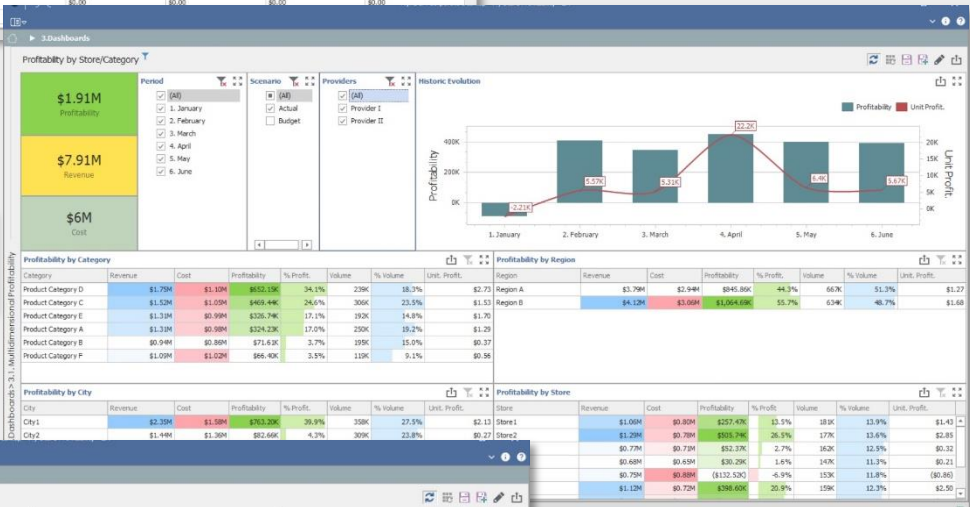 $0.00 $0.00 $0.00 $0.00
3.Dashboards
Profitability by Store/Category
$1.91M
Profitability
$7.91M
Revenue
$6M
Cost
Period
(All)
1. January
2. February
3. March
4. April
5. May
6. June
Scenario
(All)
Actual
Budget
Providers
(All)
Provider I
Provider II
Historic Evolution
Profitability Unit Profit.
Profitability
400K
200K
0K
-2.21K
5.57K
5.31K
22.2K
6.4K
5.67K
20K
15K
10K
5K
0K
Unit Profit.
1. January 2. February 3. March 4. April 5. May 6. June
Dashboards > 3.1. Multidimensional Profitability
Profitability by Category
Category Revenue Cost Profitability % Profit. Volume % Volume Unit. Profit.
Product Category D $1.75M $1.10M $652.15K 34.1% 239K 18.3% $2.73
Product Category C $1.52M $1.05M $469.44K 24.6% 306K 23.5% $1.53
Product Category E $1.31M $0.99M $326.74K 17.1% 192K 14.8% $1.70
Product Category A $1.31M $0.98M $324.23K 17.0% 250K 19.2% $1.29
Product Category B $0.94M $0.86M $71.61K 3.7% 195K 15.0% $0.37
Product Category F $1.09M $1.02M $66.40K 3.5% 119K 9.1% $0.56
Profitability by Region
Region Revenue Cost Profitability % Profit. Volume % Volume Unit. Profit.
Region A $3.79M $2.94M $845.86K 44.3% 667K 51.3% $1.27
Region B $4.12M $3.06M $1,064.69K 55.7% 634K 48.7% $1.68
Profitability by City
City Revenue Cost Profitability % Profit. Volume % Volume Unit. Profit.
City1 $2.35M $1.58M $763.20K 39.9% 358K 27.5% $2.13
City2 $1.44M $1.36M $82.66K 4.3% 309K 23.8% $0.27
Profitability by Store
Store Revenue Cost Profitability % Profit Volume % Volume Unit. Profit.
Store1 $1.06M $0.80M $257.47K 13.5% 181K 13.9% $1.43
Store2 $1.29M $0.78M $505.74K 26.5% 177K 13.6% $2.85
$0.77M $0.71M $52.37K 2.7% 162K 12.5% $0.32
$0.68M $0.65M $30.29K 1.6% 147K 11.3% $0.21
$0.75M $0.88M ($132.52K) -6.9% 153K 11.8% ($0.86)
$1.12M $0.72M $398.60K 20.9% 159K 12.3% $2.50